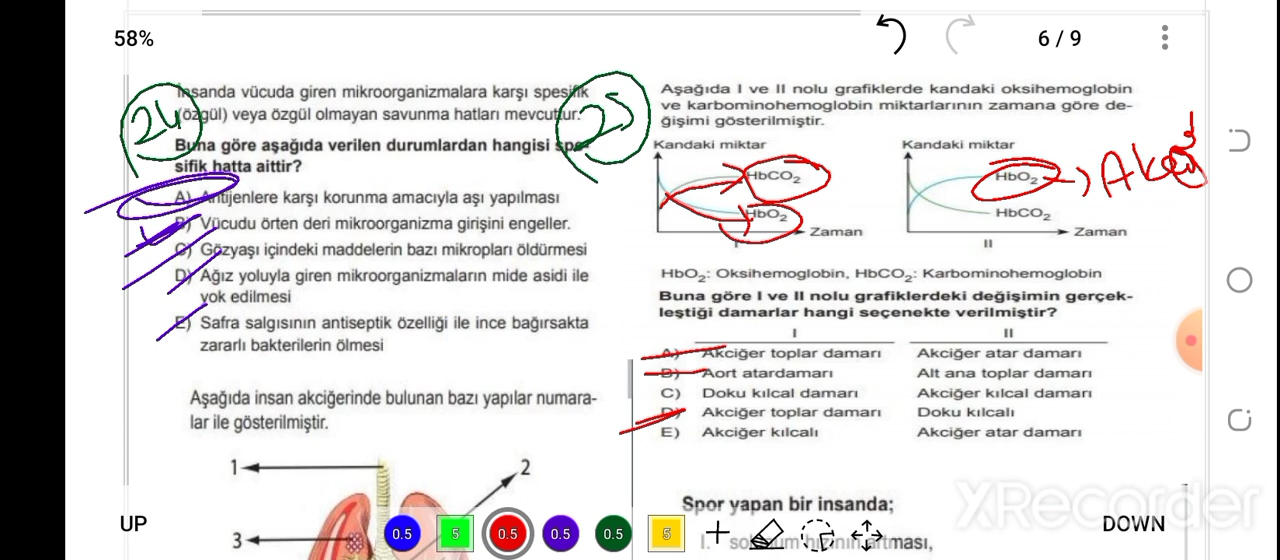 58%
6 / 9
24
İnsanda vücuda giren mikroorganizmalara karşı spesifik
(özgül) veya özgül olmayan savunma hatları mevcuttur.
Buna göre aşağıda verilen durumlardan hangisi spe-
sifik hatta aittir?
A) Antijenlere karşı korunma amacıyla aşı yapılması
B) Vücudu örten deri mikroorganizma girişini engeller.
C) Gözyaşı içindeki maddelerin bazı mikropları öldürmesi
D) Ağız yoluyla giren mikroorganizmaların mide asidi ile
yok edilmesi
E) Safra salgısının antiseptik özelliği ile ince bağırsakta
zararlı bakterilerin ölmesi
Aşağıda insan akciğerinde bulunan bazı yapılar numara-
lar ile gösterilmiştir.
1
2
3
25
Aşağıda I ve II nolu grafiklerde kandaki oksihemoglobin
ve karbominohemoglobin miktarlarının zamana göre de-
ğişimi gösterilmiştir.
Kandaki miktar
HbCO₂
HbO₂
Zaman
I
Kandaki miktar
HbO₂
HbCO₂
Zaman
II
HbO₂: Oksihemoglobin, HbCO₂: Karbominohemoglobin
Buna göre I ve II nolu grafiklerdeki değişimin gerçek-
leştiği damarlar hangi seçenekte verilmiştir?
I II
A) Akciğer toplar damarı Akciğer atar damarı
B) Aort atardamarı Alt ana toplar damarı
C) Doku kılcal damarı Akciğer kılcal damarı
D) Akciğer toplar damarı Doku kılcalı
E) Akciğer kılcalı Akciğer atar damarı
Spor yapan bir insanda;
I. solunum hızının artması,
UP
0.5
5
0.5
0.5
0.5
5
DOWN
XRecorder